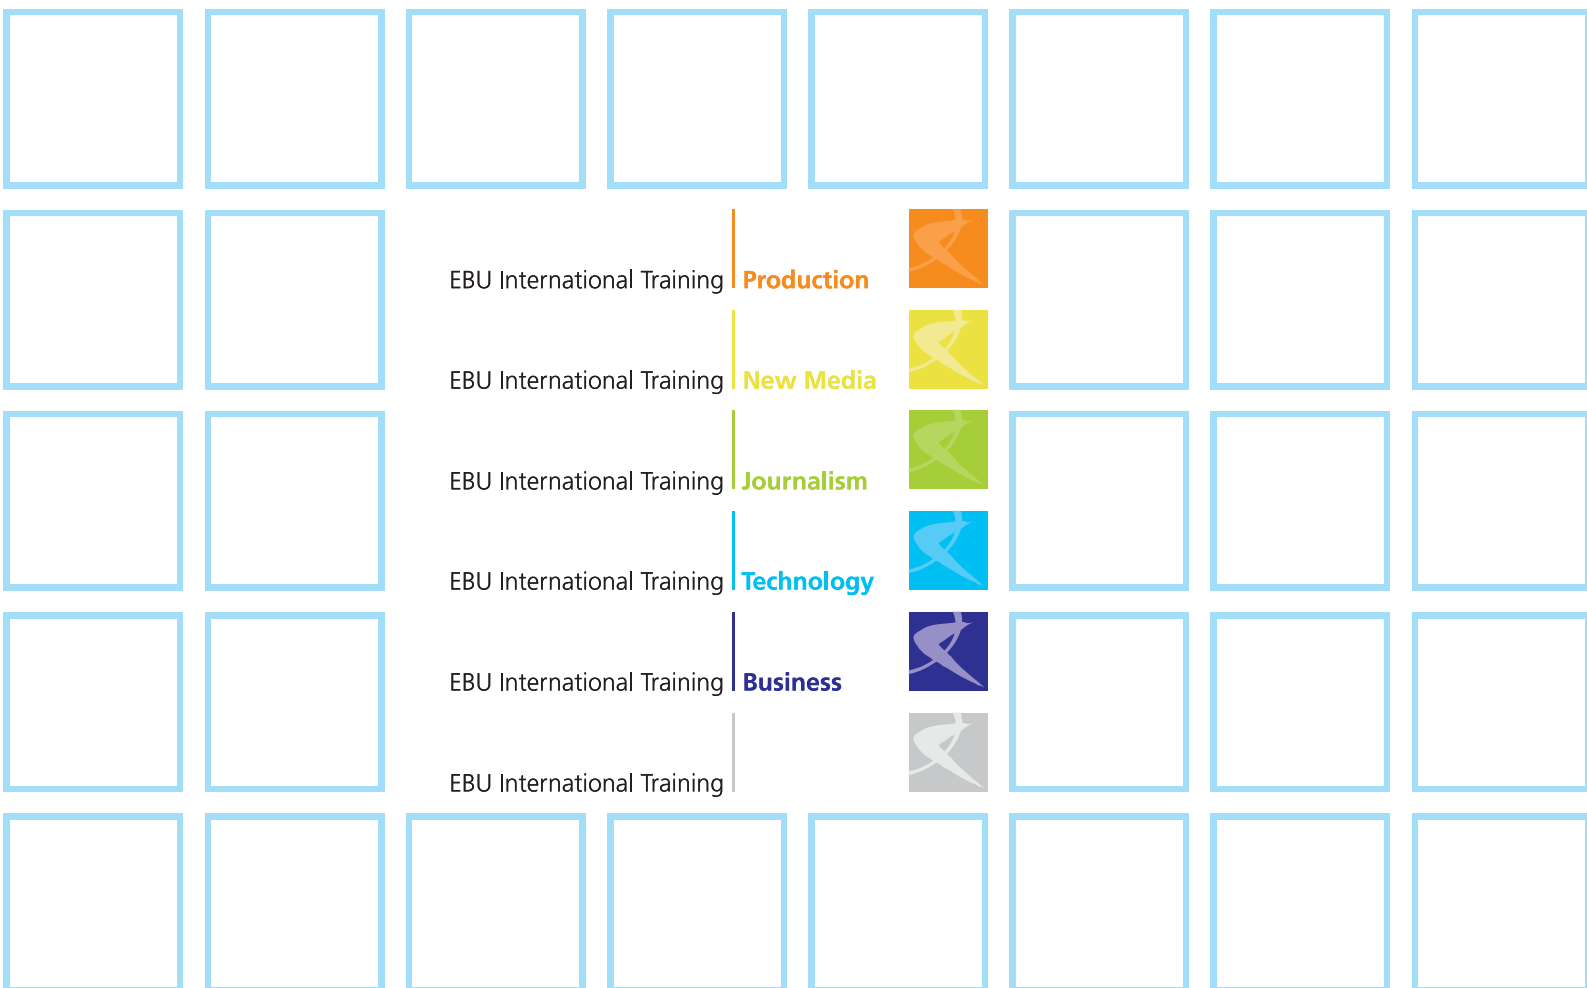 EBU International Training Production
EBU International Training New Media
EBU International Training Journalism
EBU International Training Technology
EBU International Training Business
EBU International Training